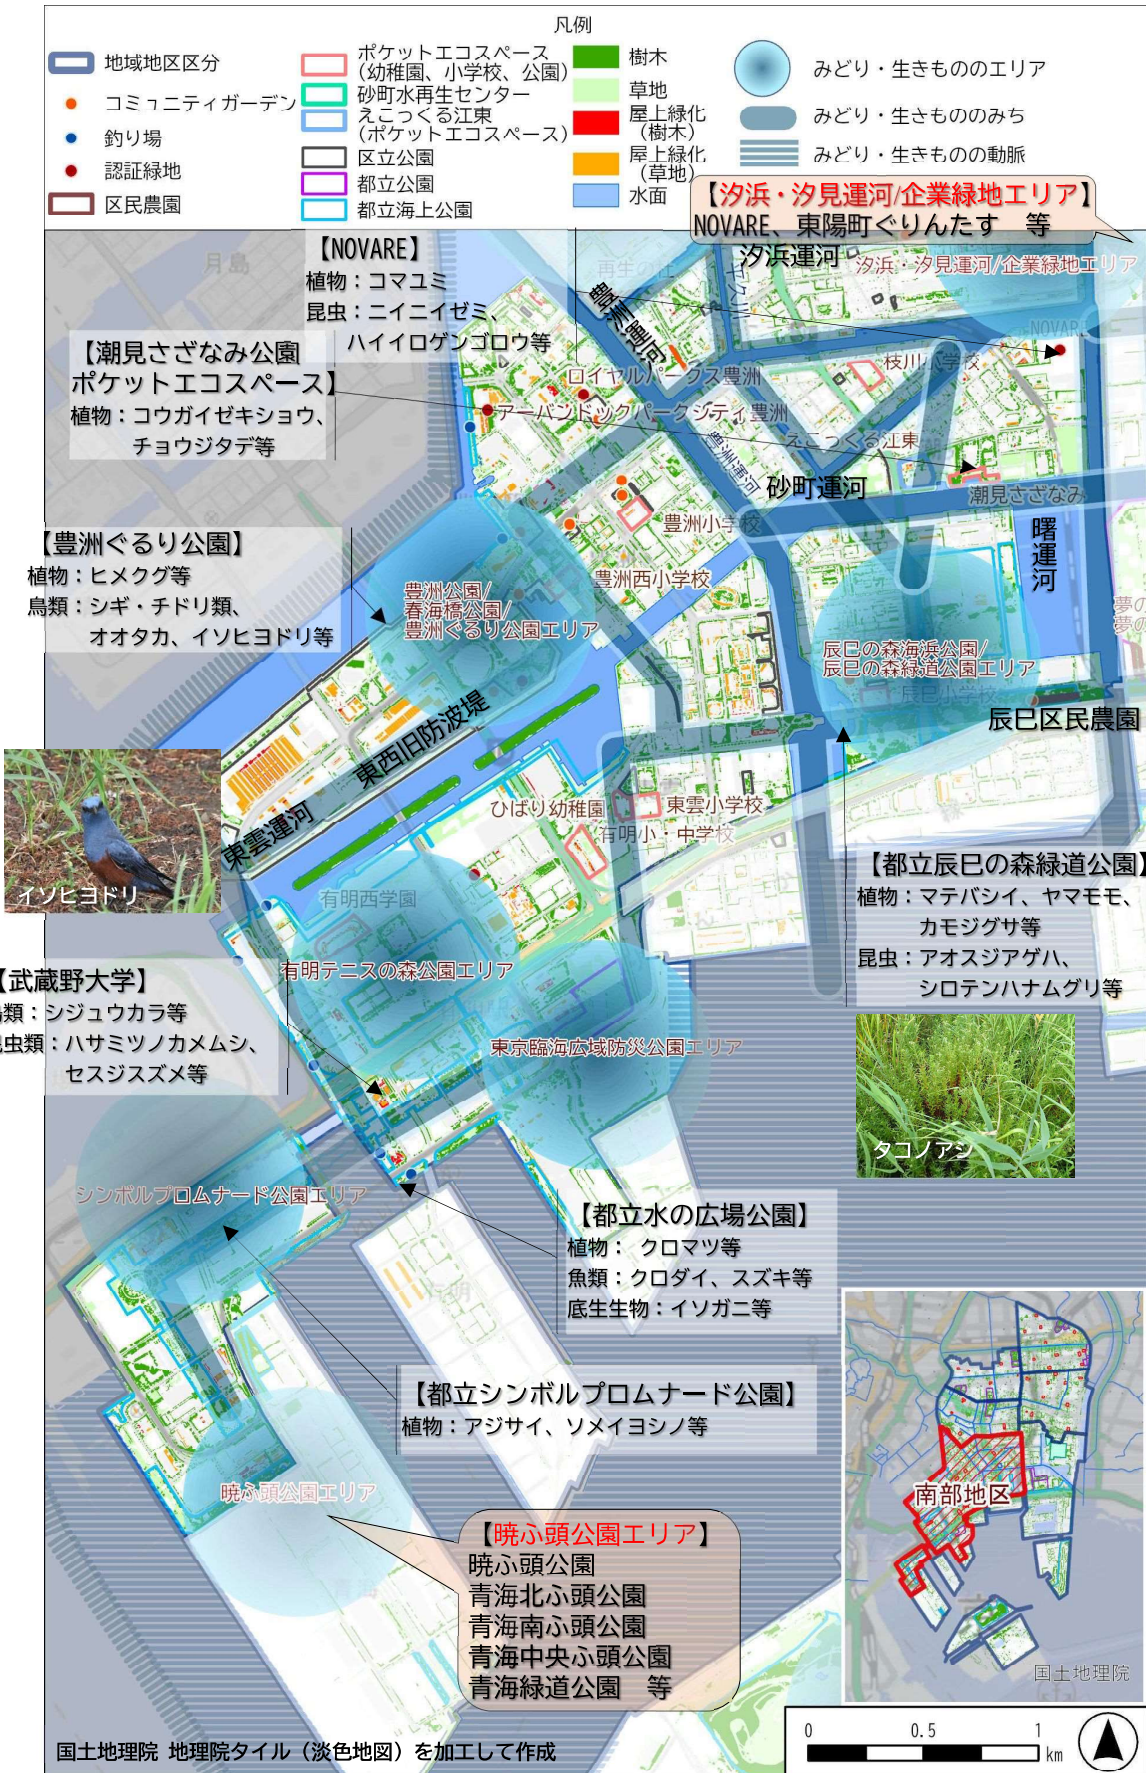 凡例
地域地区区分
コミュニティガーデン
釣り場
認証緑地
区民農園
ポケットエコスペース
(幼稚園、小学校、公園)
砂町水再生センター
えこっくる江東
(ポケットエコスペース)
区立公園
都立公園
都立海上公園
樹木
草地
屋上緑化
(樹木)
屋上緑化
(草地)
水面
みどり・生きもののエリア
みどり・生きもののみち
みどり・生きものの動脈
【汐浜・汐見運河/企業緑地エリア】
NOVARE、東陽町ぐりんたす 等
汐浜運河
汐浜・汐見運河/企業緑地エリア
月島
【NOVARE】
植物：コマユミ
昆虫：ニイニイゼミ、
ハイイロゲンゴロウ等
豊洲運河
NOVARE
枝川小学校
【潮見さざなみ公園
ポケットエコスペース】
植物：コウガイゼキショウ、
チョウジタデ等
アーバンドックパークシティ豊洲
えこっくる江東
豊洲運河
砂町運河
潮見さざなみ
豊洲小学校
曙運河
【豊洲ぐるり公園】
植物：ヒメクグ等
鳥類：シギ・チドリ類、
オオタカ、イソヒヨドリ等
豊洲西小学校
豊洲公園/
春海橋公園/
豊洲ぐるり公園エリア
辰巳の森海浜公園/
辰巳の森緑道公園エリア
辰巳小学校
辰巳区民農園
東西旧防波堤
東雲運河
イソヒヨドリ
ひばり幼稚園
東雲小学校
有明小・中学校
【都立辰巳の森緑道公園】
植物：マテバシイ、ヤマモモ、
カモジグサ等
昆虫：アオスジアゲハ、
シロテンハナムグリ等
有明西学園
有明テニスの森公園エリア
【武蔵野大学】
類：シジュウカラ等
虫類：ハサミツノカメムシ、
セスジスズメ等
東京臨海広域防災公園エリア
タコノアシ
シンボルプロムナード公園エリア
【都立水の広場公園】
植物： クロマツ等
魚類：クロダイ、スズキ等
底生生物：イソガニ等
有明
【都立シンボルプロムナード公園】
植物：アジサイ、ソメイヨシノ等
暁ふ頭公園エリア
【暁ふ頭公園エリア】
暁ふ頭公園
青海北ふ頭公園
青海南ふ頭公園
青海中央ふ頭公園
青海緑道公園 等
南部地区
国土地理院
国土地理院 地理院タイル（淡色地図）を加工して作成
0 0.5 1
km